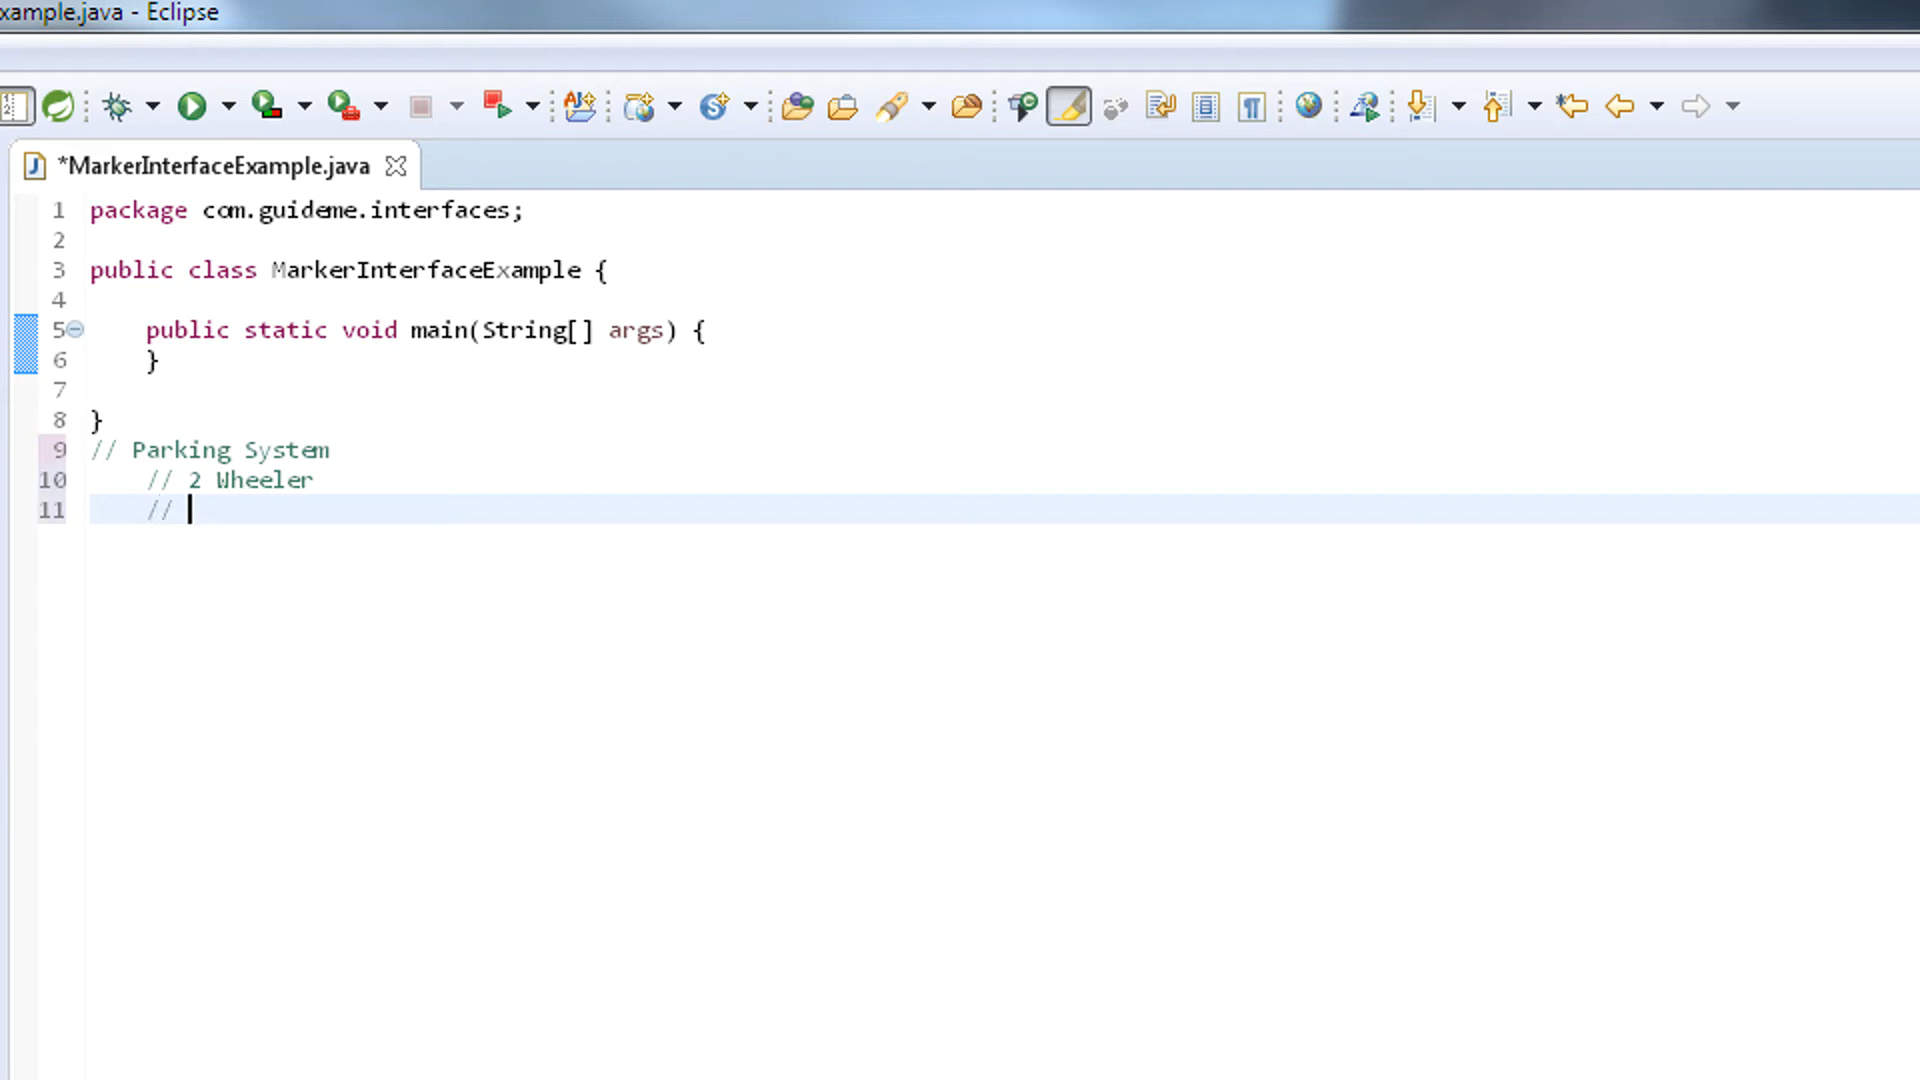 xample.java - Eclipse
*MarkerInterfaceExample.java
1 package com.guideme.interfaces;
2
3 public class MarkerInterfaceExample {
4
5 public static void main(String[] args) {
6 }
7
8 }
9 // Parking System
10 // 2 Wheeler
11 //